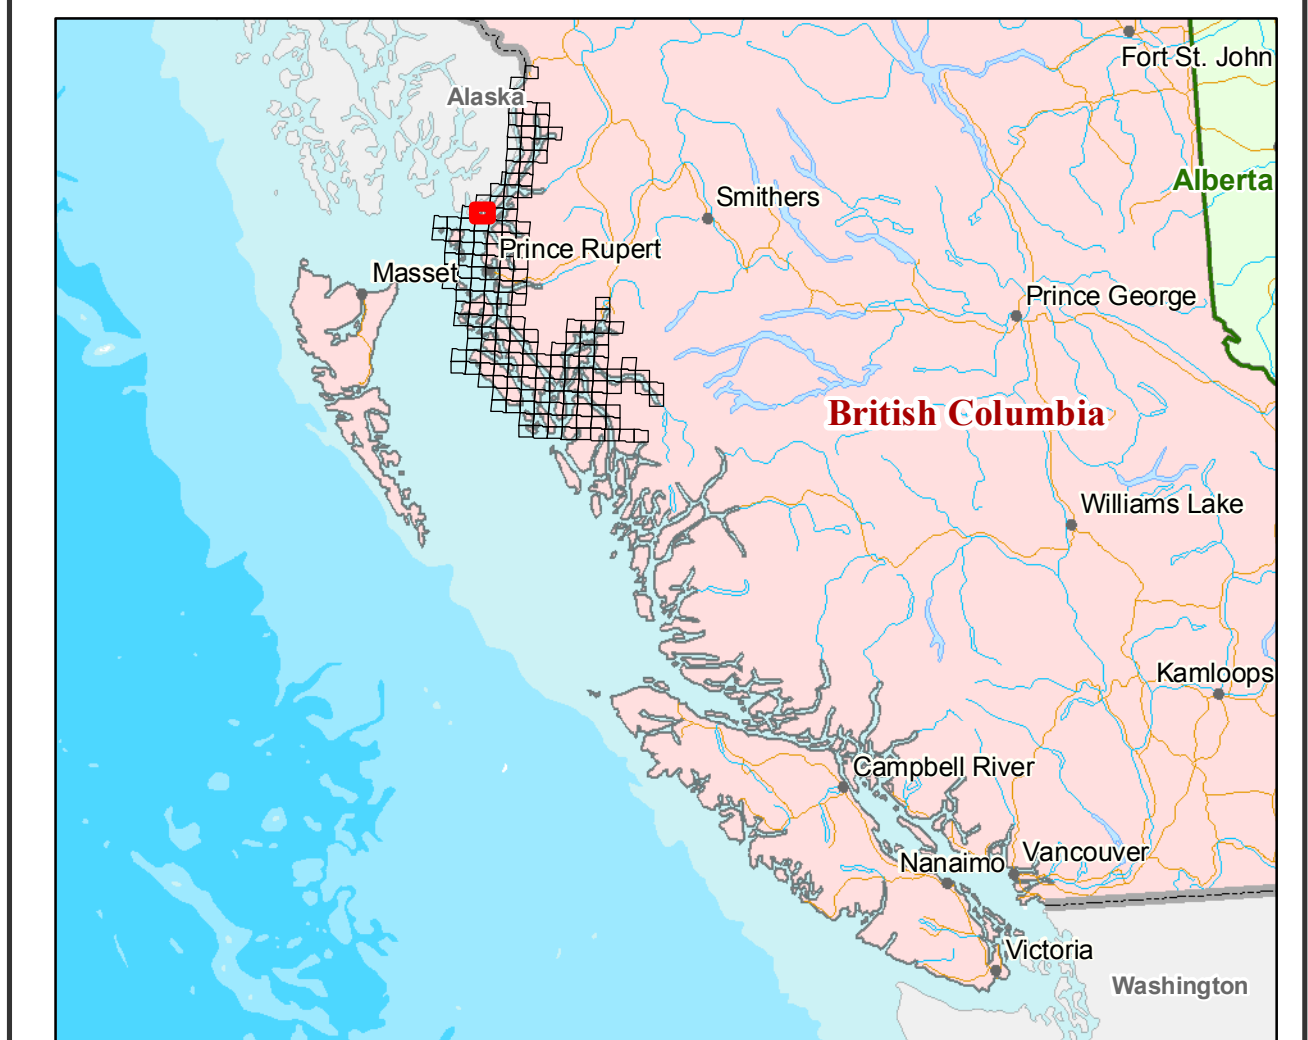 Fort St. John
Alaska
Alberta
Smithers
Prince Rupert
Masset
Prince George
British Columbia
Williams Lake
Kamloops
Campbell River
Nanaimo
Vancouver
Victoria
Washington